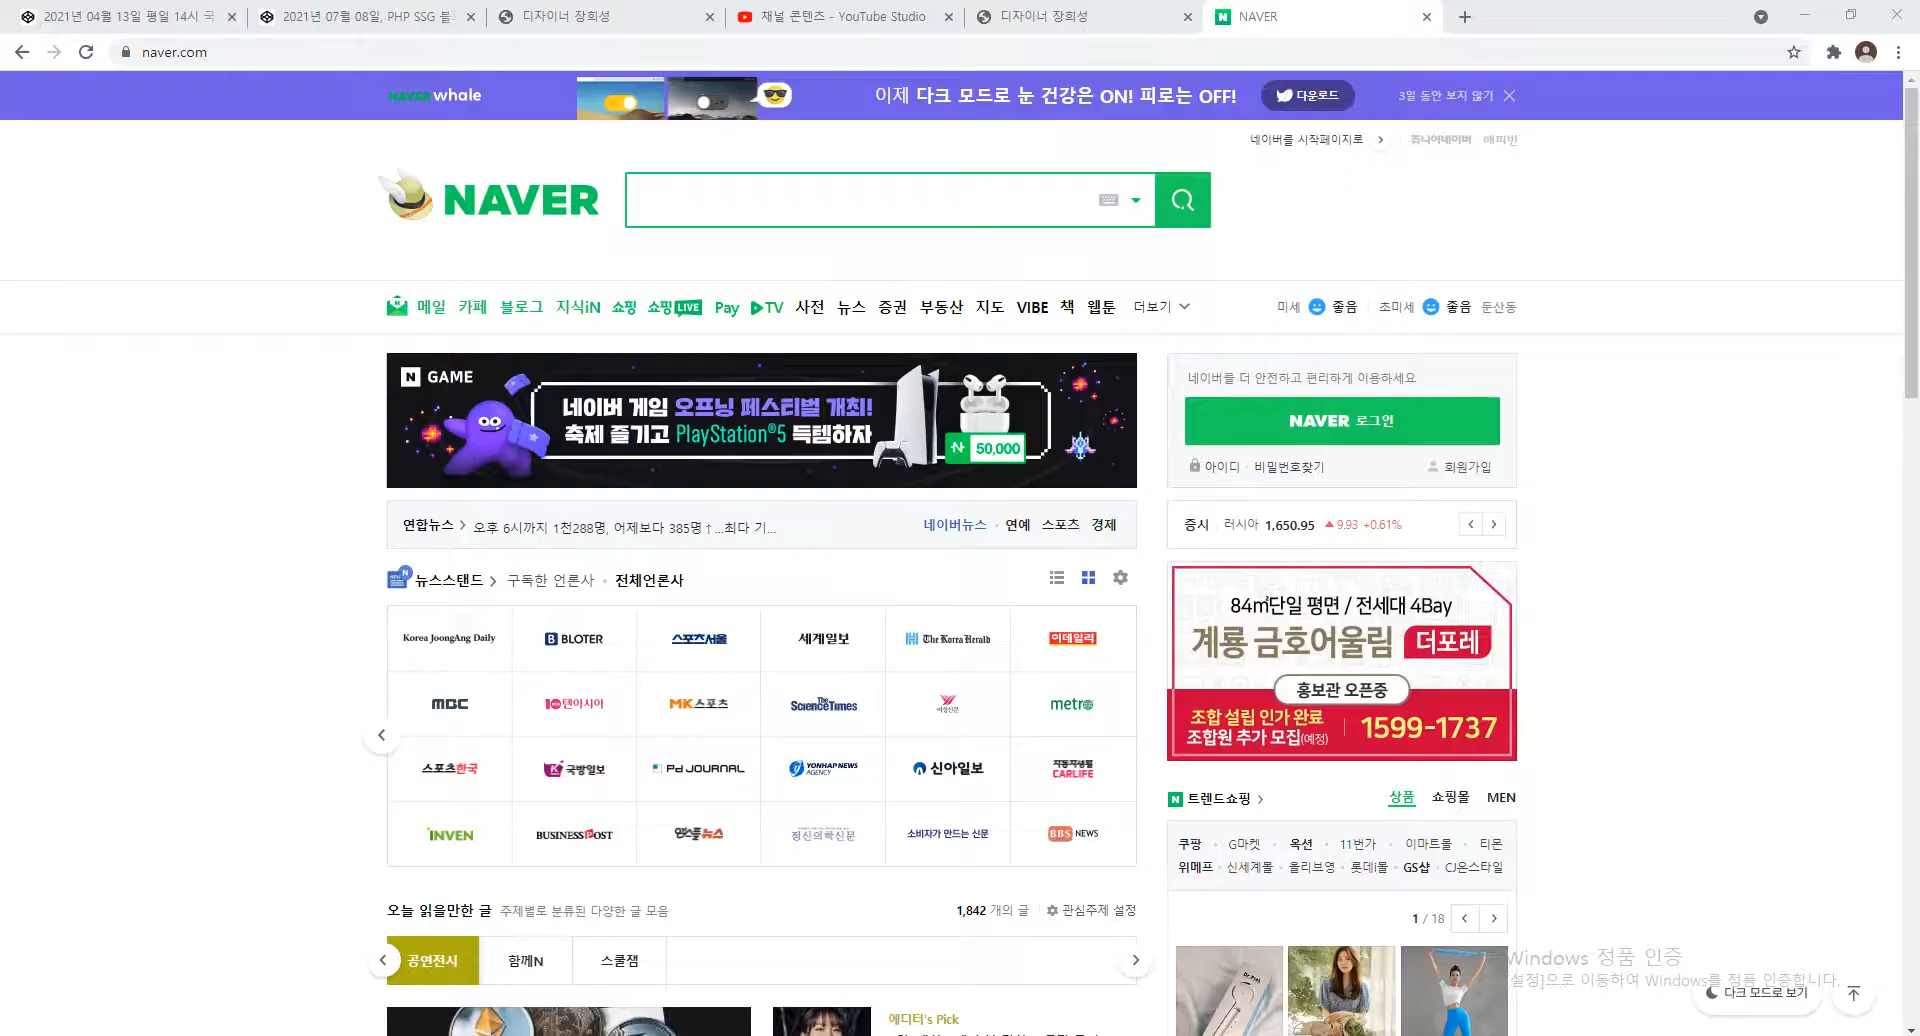 2021년 04월 13일 평일 14시 국
2021년 07월 08일, PHP SSG 블
디자이너 장희성
채널 콘텐츠 - YouTube Studio
디자이너 장희성
NAVER
naver.com
NAVER whale
이제 다크 모드로 눈 건강은 ON! 피로는 OFF!
다운로드
3일 동안 보지 않기
네이버를 시작페이지로
쥬니어네이버 해피빈
NAVER
메일 카페 블로그 지식iN 쇼핑 쇼핑LIVE Pay TV 사전 뉴스 증권 부동산 지도 VIBE 책 웹툰 더보기
미세 좋음 초미세 좋음 둔산동
N GAME
네이버 게임 오프닝 페스티벌 개최!
축제 즐기고 PlayStation®5 득템하자
50,000
네이버를 더 안전하고 편리하게 이용하세요
NAVER 로그인
아이디 · 비밀번호찾기
회원가입
연합뉴스 오후 6시까지 1천288명, 어제보다 385명↑...최다 기...
네이버뉴스 · 연예 스포츠 경제
증시 러시아 1,650.95 ▲9.93 +0.61%
뉴스스탠드 구독한 언론사 · 전체언론사
Korea JoongAng Daily BLOTER 스포츠서울 세계일보 The Korea Herald 이데일리
MBC 10텐아시아 MK스포츠 The ScienceTimes 여성신문 metro
스포츠한국 국방일보 Pd JOURNAL YONHAP NEWS AGENCY 신아일보 자동차생활 CARLIFE
INVEN BUSINESSPOST 맨스플뉴스 정신의학신문 소비자가 만드는 신문 BBS NEWS
84㎡단일 평면 / 전세대 4Bay
계룡 금호어울림 더포레
홍보관 오픈중
조합 설립 인가 완료
조합원 추가 모집(예정)
1599-1737
트렌드쇼핑
상품 쇼핑몰 MEN
쿠팡 · G마켓 · 옥션 · 11번가 · 이마트몰 · 티몬
위메프 · 신세계몰 · 올리브영 · 롯데i몰 · GS샵 · CJ온스타일
1 / 18
오늘 읽을만한 글 주제별로 분류된 다양한 글 모음
1,842 개의 글 관심주제 설정
공연전시 함께N 스쿨잼
에디터's Pick
Dr.Piel
Windows 정품 인증
[설정]으로 이동하여 Windows를 정품 인증합니다.
다크 모드로 보기